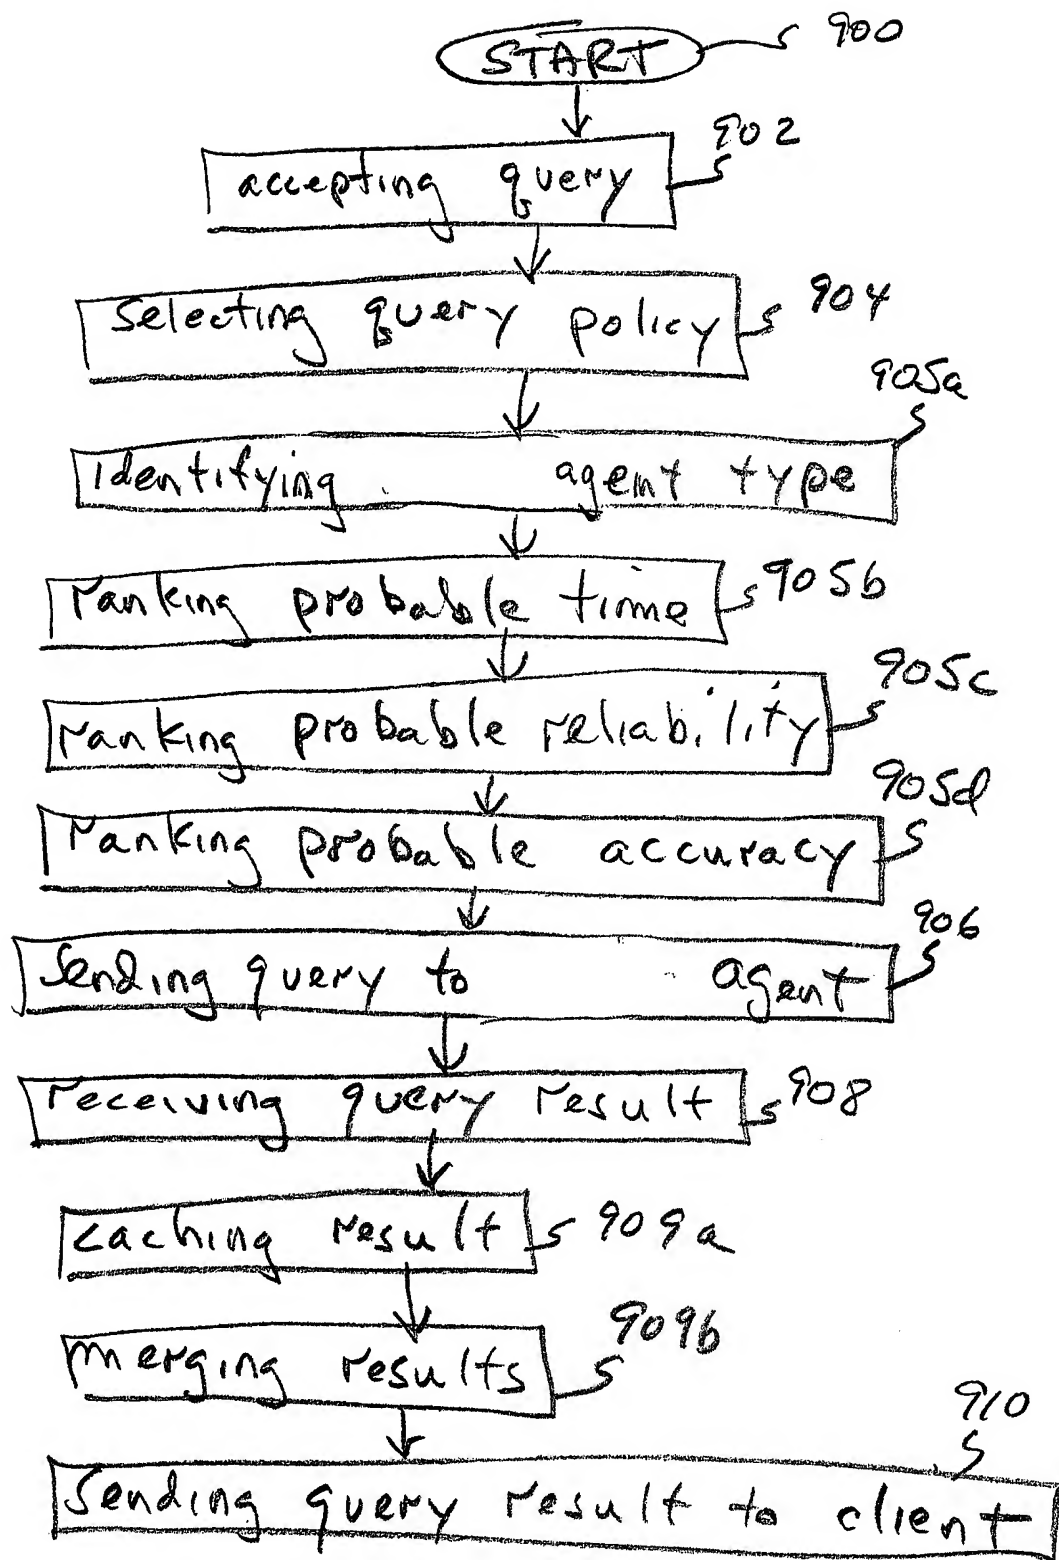 START 900
902
accepting query
904
Selecting query policy
905a
Identifying agent type
ranking probable time 905b
905c
ranking probable reliability
905d
ranking probable accuracy
906
Sending query to agent
receiving query result 908
caching result 909a
909b
merging results
910
Sending query result to client